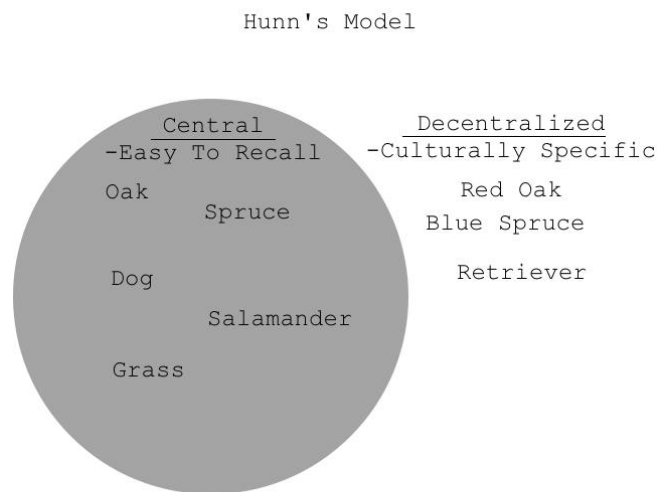 Hunn's Model
Central
-Easy To Recall
Oak
Spruce
Dog
Salamander
Grass
Decentralized
-Culturally Specific
Red Oak
Blue Spruce
Retriever